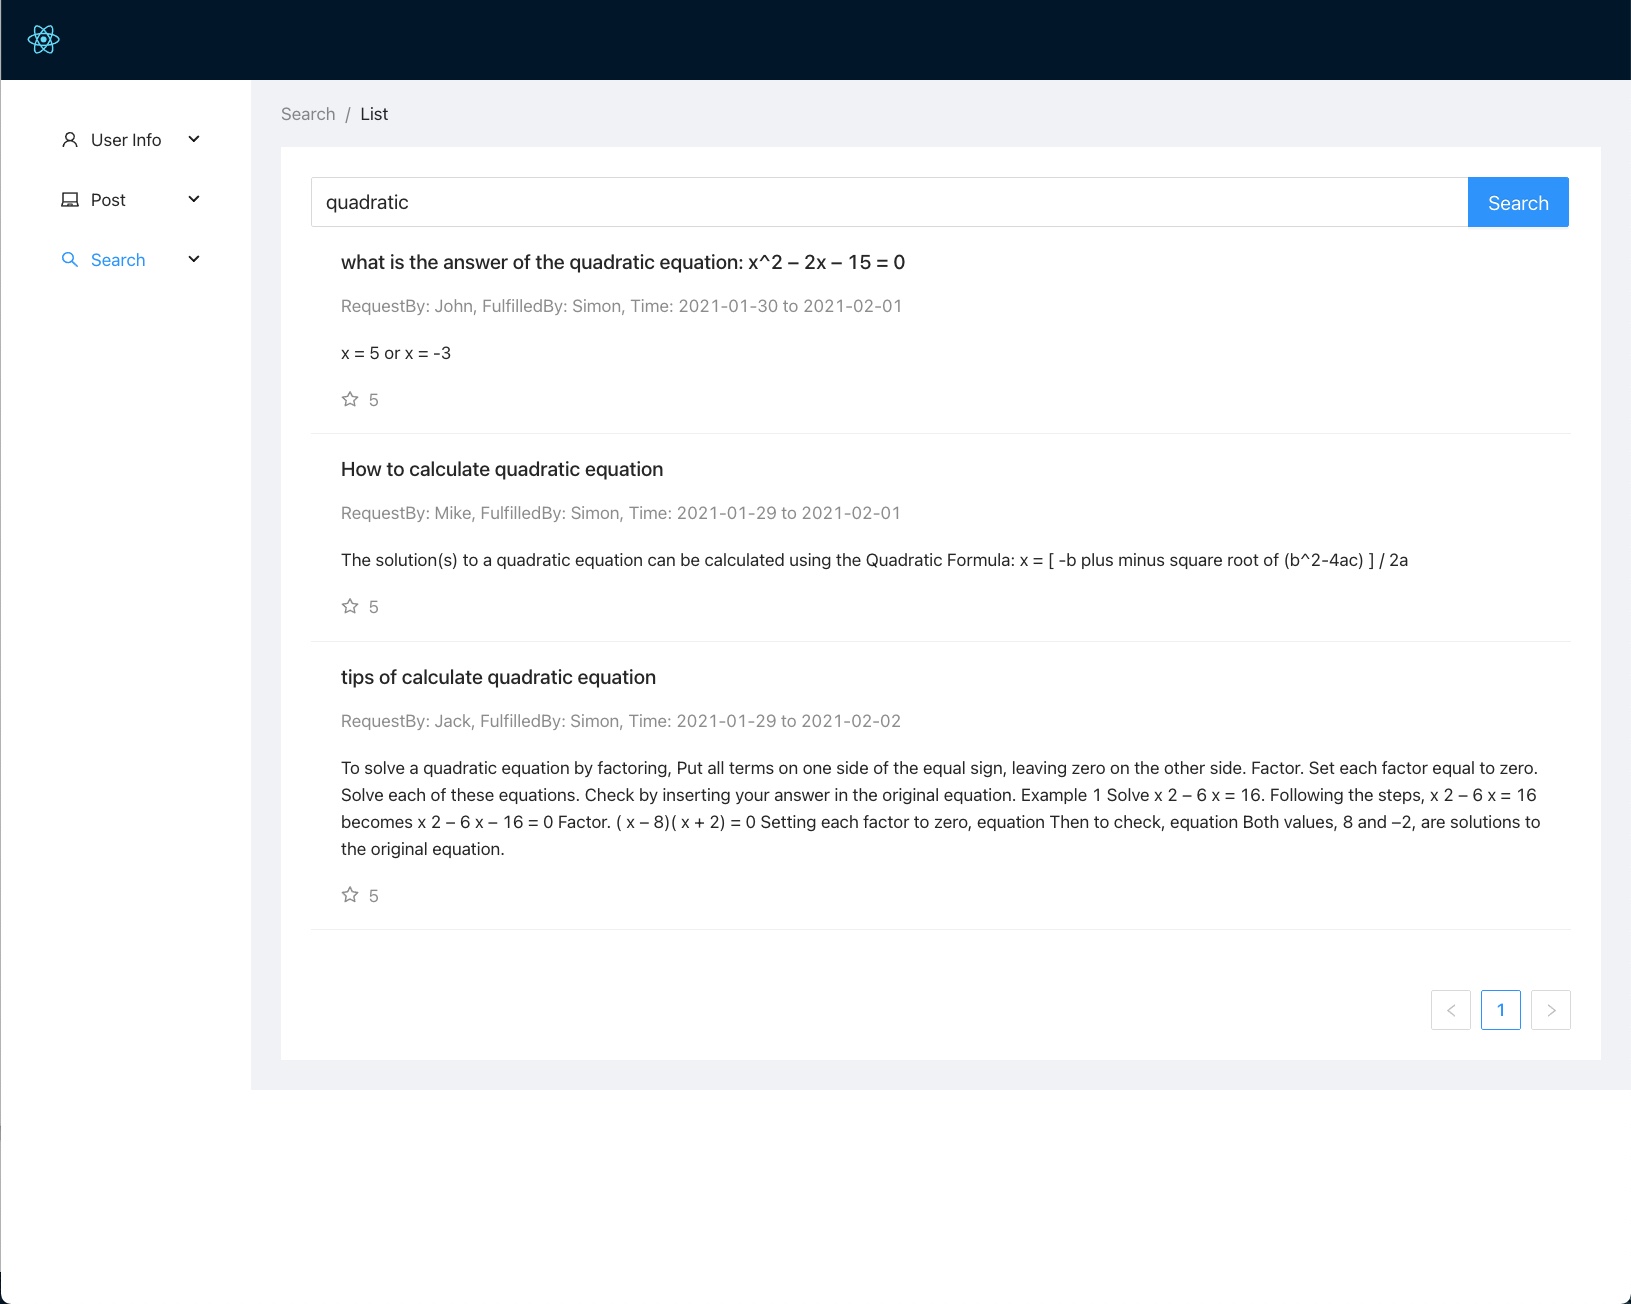 Search / List
User Info
Post
Search
quadratic
Search
what is the answer of the quadratic equation: x^2 – 2x – 15 = 0
RequestBy: John, FulfilledBy: Simon, Time: 2021-01-30 to 2021-02-01
x = 5 or x = -3
5
How to calculate quadratic equation
RequestBy: Mike, FulfilledBy: Simon, Time: 2021-01-29 to 2021-02-01
The solution(s) to a quadratic equation can be calculated using the Quadratic Formula: x = [ -b plus minus square root of (b^2-4ac) ] / 2a
5
tips of calculate quadratic equation
RequestBy: Jack, FulfilledBy: Simon, Time: 2021-01-29 to 2021-02-02
To solve a quadratic equation by factoring, Put all terms on one side of the equal sign, leaving zero on the other side. Factor. Set each factor equal to zero.
Solve each of these equations. Check by inserting your answer in the original equation. Example 1 Solve x 2 – 6 x = 16. Following the steps, x 2 – 6 x = 16
becomes x 2 – 6 x – 16 = 0 Factor. ( x – 8)( x + 2) = 0 Setting each factor to zero, equation Then to check, equation Both values, 8 and –2, are solutions to
the original equation.
5
< 1 >